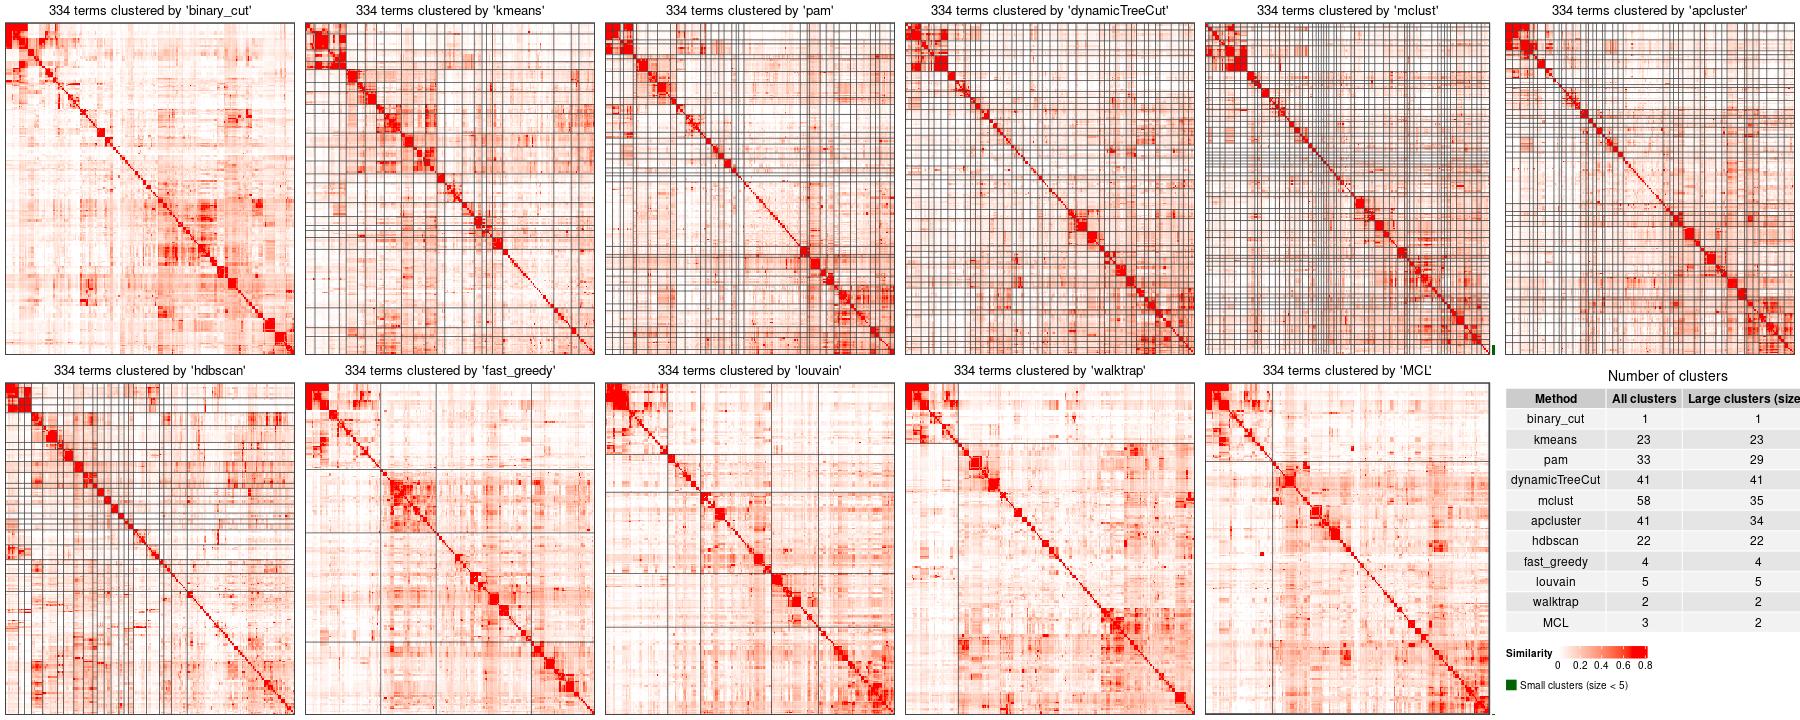 334 terms clustered by 'binary_cut'
334 terms clustered by 'kmeans'
334 terms clustered by 'pam'
334 terms clustered by 'dynamicTreeCut'
334 terms clustered by 'mclust'
334 terms clustered by 'apcluster'
334 terms clustered by 'hdbscan'
334 terms clustered by 'fast_greedy'
334 terms clustered by 'louvain'
334 terms clustered by 'walktrap'
334 terms clustered by 'MCL'
Number of clusters
Method All clusters Large clusters (size
binary_cut 1 1
kmeans 23 23
pam 33 29
dynamicTreeCut 41 41
mclust 58 35
apcluster 41 34
hdbscan 22 22
fast_greedy 4 4
louvain 5 5
walktrap 2 2
MCL 3 2
Similarity
0 0.2 0.4 0.6 0.8
Small clusters (size < 5)